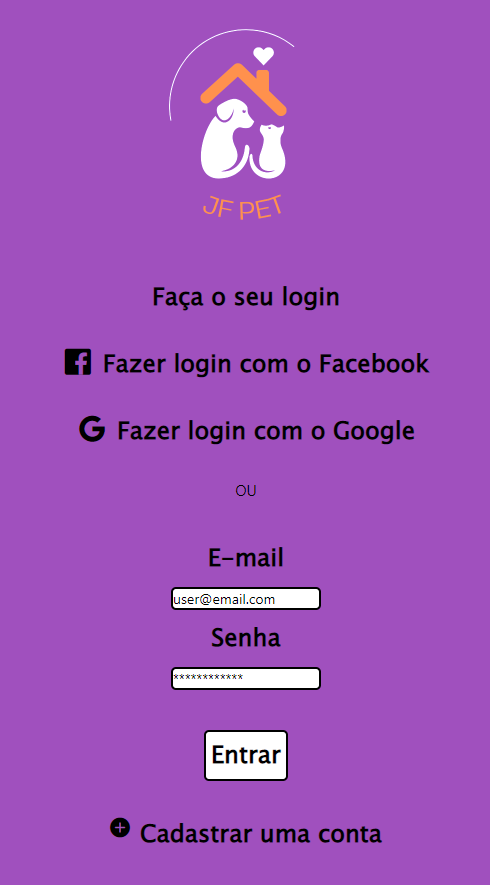 JF PET
Faça o seu login
Fazer login com o Facebook
Fazer login com o Google
OU
E-mail
user@email.com
Senha
************
Entrar
Cadastrar uma conta